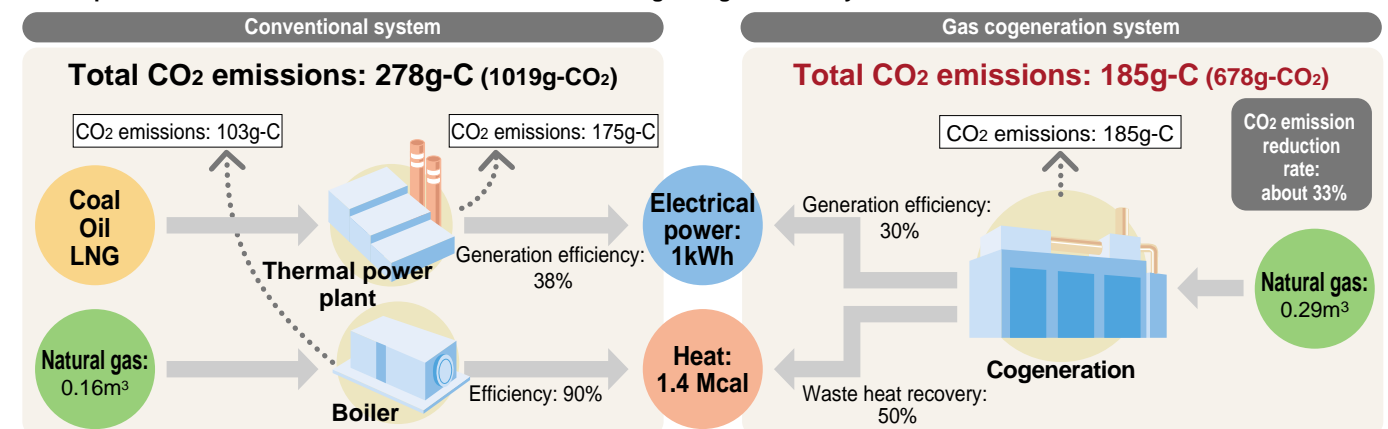 Conventional system
Gas cogeneration system
Total CO2 emissions: 278g-C (1019g-CO2)
Total CO2 emissions: 185g-C (678g-CO2)
CO2 emissions: 103g-C
CO2 emissions: 175g-C
CO2 emissions: 185g-C
CO2 emission
reduction
rate:
about 33%
Coal
Oil
LNG
Thermal power
plant
Generation efficiency:
38%
Electrical
power:
1kWh
Generation efficiency:
30%
Natural gas:
0.29m³
Natural gas:
0.16m³
Boiler
Efficiency: 90%
Heat:
1.4 Mcal
Waste heat recovery:
50%
Cogeneration